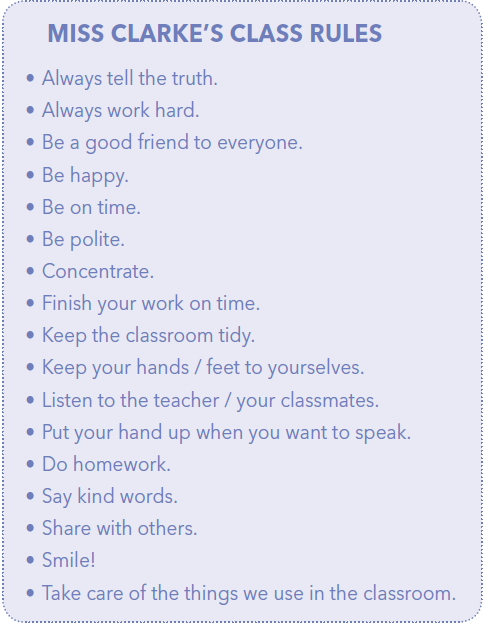 MISS CLARKE’S CLASS RULES
• Always tell the truth.
• Always work hard.
• Be a good friend to everyone.
• Be happy.
• Be on time.
• Be polite.
• Concentrate.
• Finish your work on time.
• Keep the classroom tidy.
• Keep your hands / feet to yourselves.
• Listen to the teacher / your classmates.
• Put your hand up when you want to speak.
• Do homework.
• Say kind words.
• Share with others.
• Smile!
• Take care of the things we use in the classroom.